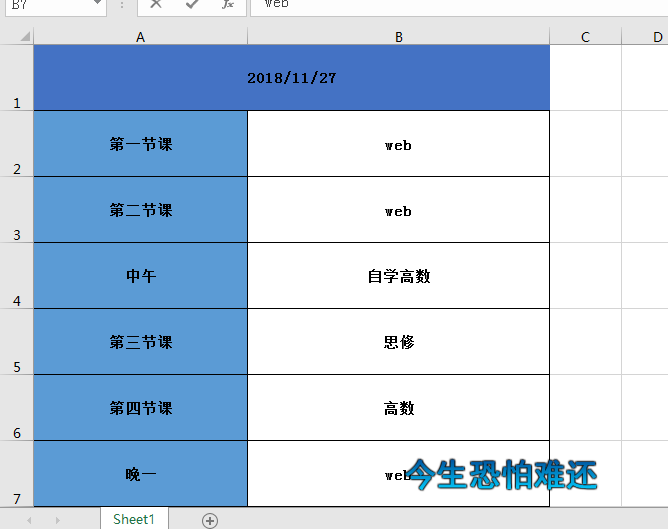 B7 fx web
A B C D
1 2018/11/27
2 第一节课 web
3 第二节课 web
4 中午 自学高数
5 第三节课 思修
6 第四节课 高数
7 晚一 web
今生恐怕难还
Sheet1